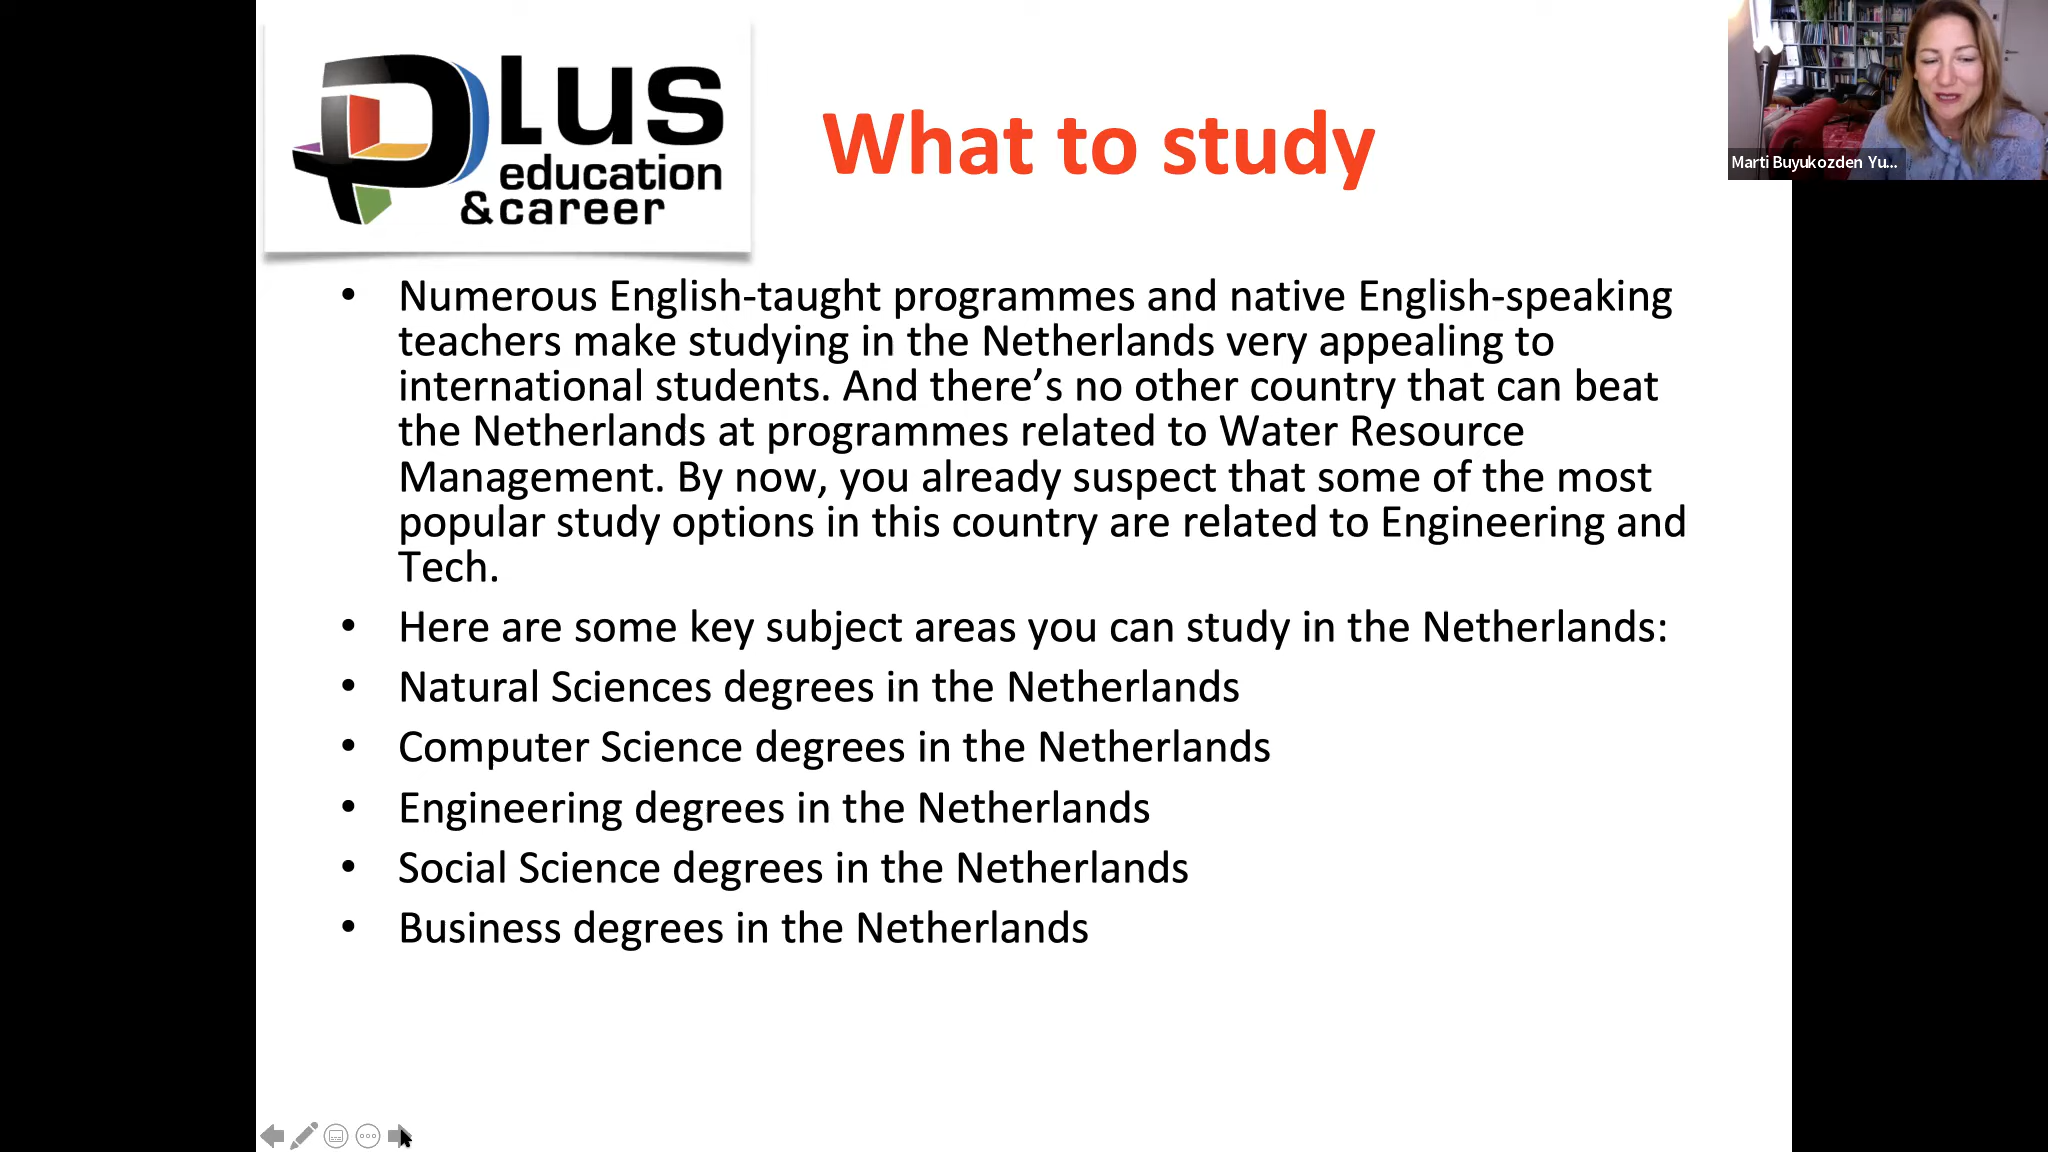 Plus
education
& career
What to study
Marti Buyukozden Yu...
• Numerous English-taught programmes and native English-speaking
teachers make studying in the Netherlands very appealing to
international students. And there’s no other country that can beat
the Netherlands at programmes related to Water Resource
Management. By now, you already suspect that some of the most
popular study options in this country are related to Engineering and
Tech.
• Here are some key subject areas you can study in the Netherlands:
• Natural Sciences degrees in the Netherlands
• Computer Science degrees in the Netherlands
• Engineering degrees in the Netherlands
• Social Science degrees in the Netherlands
• Business degrees in the Netherlands